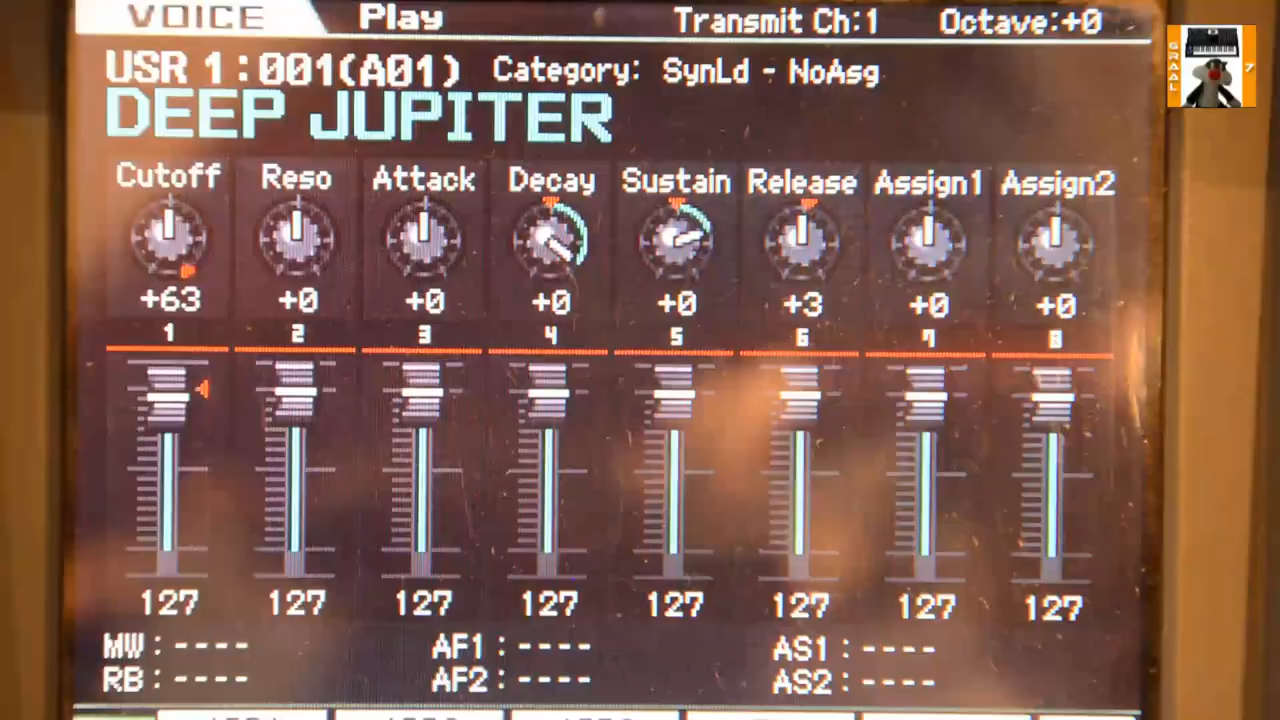 VOICE Play Transmit Ch:1 Octave:+0
USR 1:001(A01) Category: SynLd - NoAsg
DEEP JUPITER
Cutoff Reso Attack Decay Sustain Release Assign1 Assign2
+63 +0 +0 +0 +0 +3 +0 +0
1 2 3 4 5 6 7 8
127 127 127 127 127 127 127 127
MW:---- AF1:---- AS1:----
RB:---- AF2:---- AS2:----
GRAAL 7